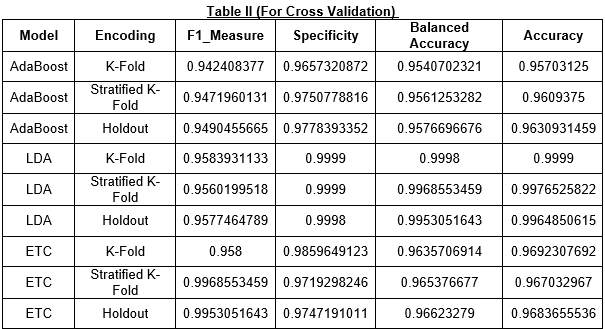 Table II (For Cross Validation)
Model Encoding F1_Measure Specificity Balanced Accuracy Accuracy
AdaBoost K-Fold 0.942408377 0.9657320872 0.9540702321 0.95703125
AdaBoost Stratified K-Fold 0.9471960131 0.9750778816 0.9561253282 0.9609375
AdaBoost Holdout 0.9490455665 0.9778393352 0.9576696676 0.9630931459
LDA K-Fold 0.9583931133 0.9999 0.9998 0.9999
LDA Stratified K-Fold 0.9560199518 0.9999 0.9968553459 0.9976525822
LDA Holdout 0.9577464789 0.9998 0.9953051643 0.9964850615
ETC K-Fold 0.958 0.9859649123 0.9635706914 0.9692307692
ETC Stratified K-Fold 0.9968553459 0.9719298246 0.965376677 0.967032967
ETC Holdout 0.9953051643 0.9747191011 0.96623279 0.9683655536